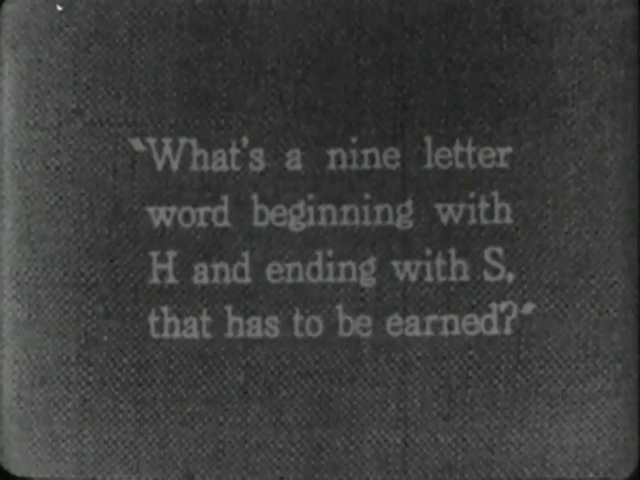 "What's a nine letter
word beginning with
H and ending with S,
that has to be earned?"